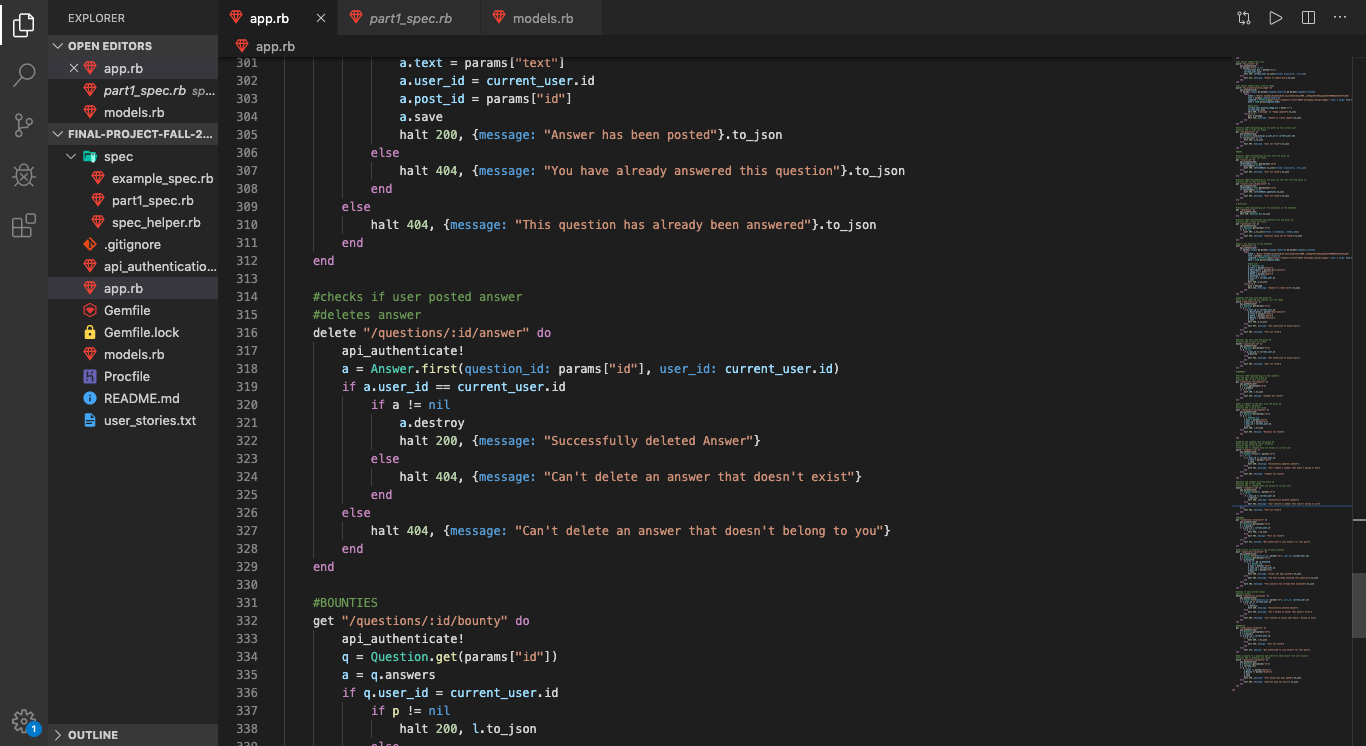 EXPLORER
OPEN EDITORS
app.rb
part1_spec.rb sp...
models.rb
FINAL-PROJECT-FALL-2...
spec
example_spec.rb
part1_spec.rb
spec_helper.rb
.gitignore
api_authenticatio...
app.rb
Gemfile
Gemfile.lock
models.rb
Procfile
README.md
user_stories.txt
OUTLINE
1
app.rb
part1_spec.rb
models.rb
app.rb
301 a.text = params["text"]
302 a.user_id = current_user.id
303 a.post_id = params["id"]
304 a.save
305 halt 200, {message: "Answer has been posted"}.to_json
306 else
307 halt 404, {message: "You have already answered this question"}.to_json
308 end
309 else
310 halt 404, {message: "This question has already been answered"}.to_json
311 end
312 end
313
314 #checks if user posted answer
315 #deletes answer
316 delete "/questions/:id/answer" do
317 api_authenticate!
318 a = Answer.first(question_id: params["id"], user_id: current_user.id)
319 if a.user_id == current_user.id
320 if a != nil
321 a.destroy
322 halt 200, {message: "Successfully deleted Answer"}
323 else
324 halt 404, {message: "Can't delete an answer that doesn't exist"}
325 end
326 else
327 halt 404, {message: "Can't delete an answer that doesn't belong to you"}
328 end
329 end
330
331 #BOUNTIES
332 get "/questions/:id/bounty" do
333 api_authenticate!
334 q = Question.get(params["id"])
335 a = q.answers
336 if q.user_id = current_user.id
337 if p != nil
338 halt 200, l.to_json
339 else